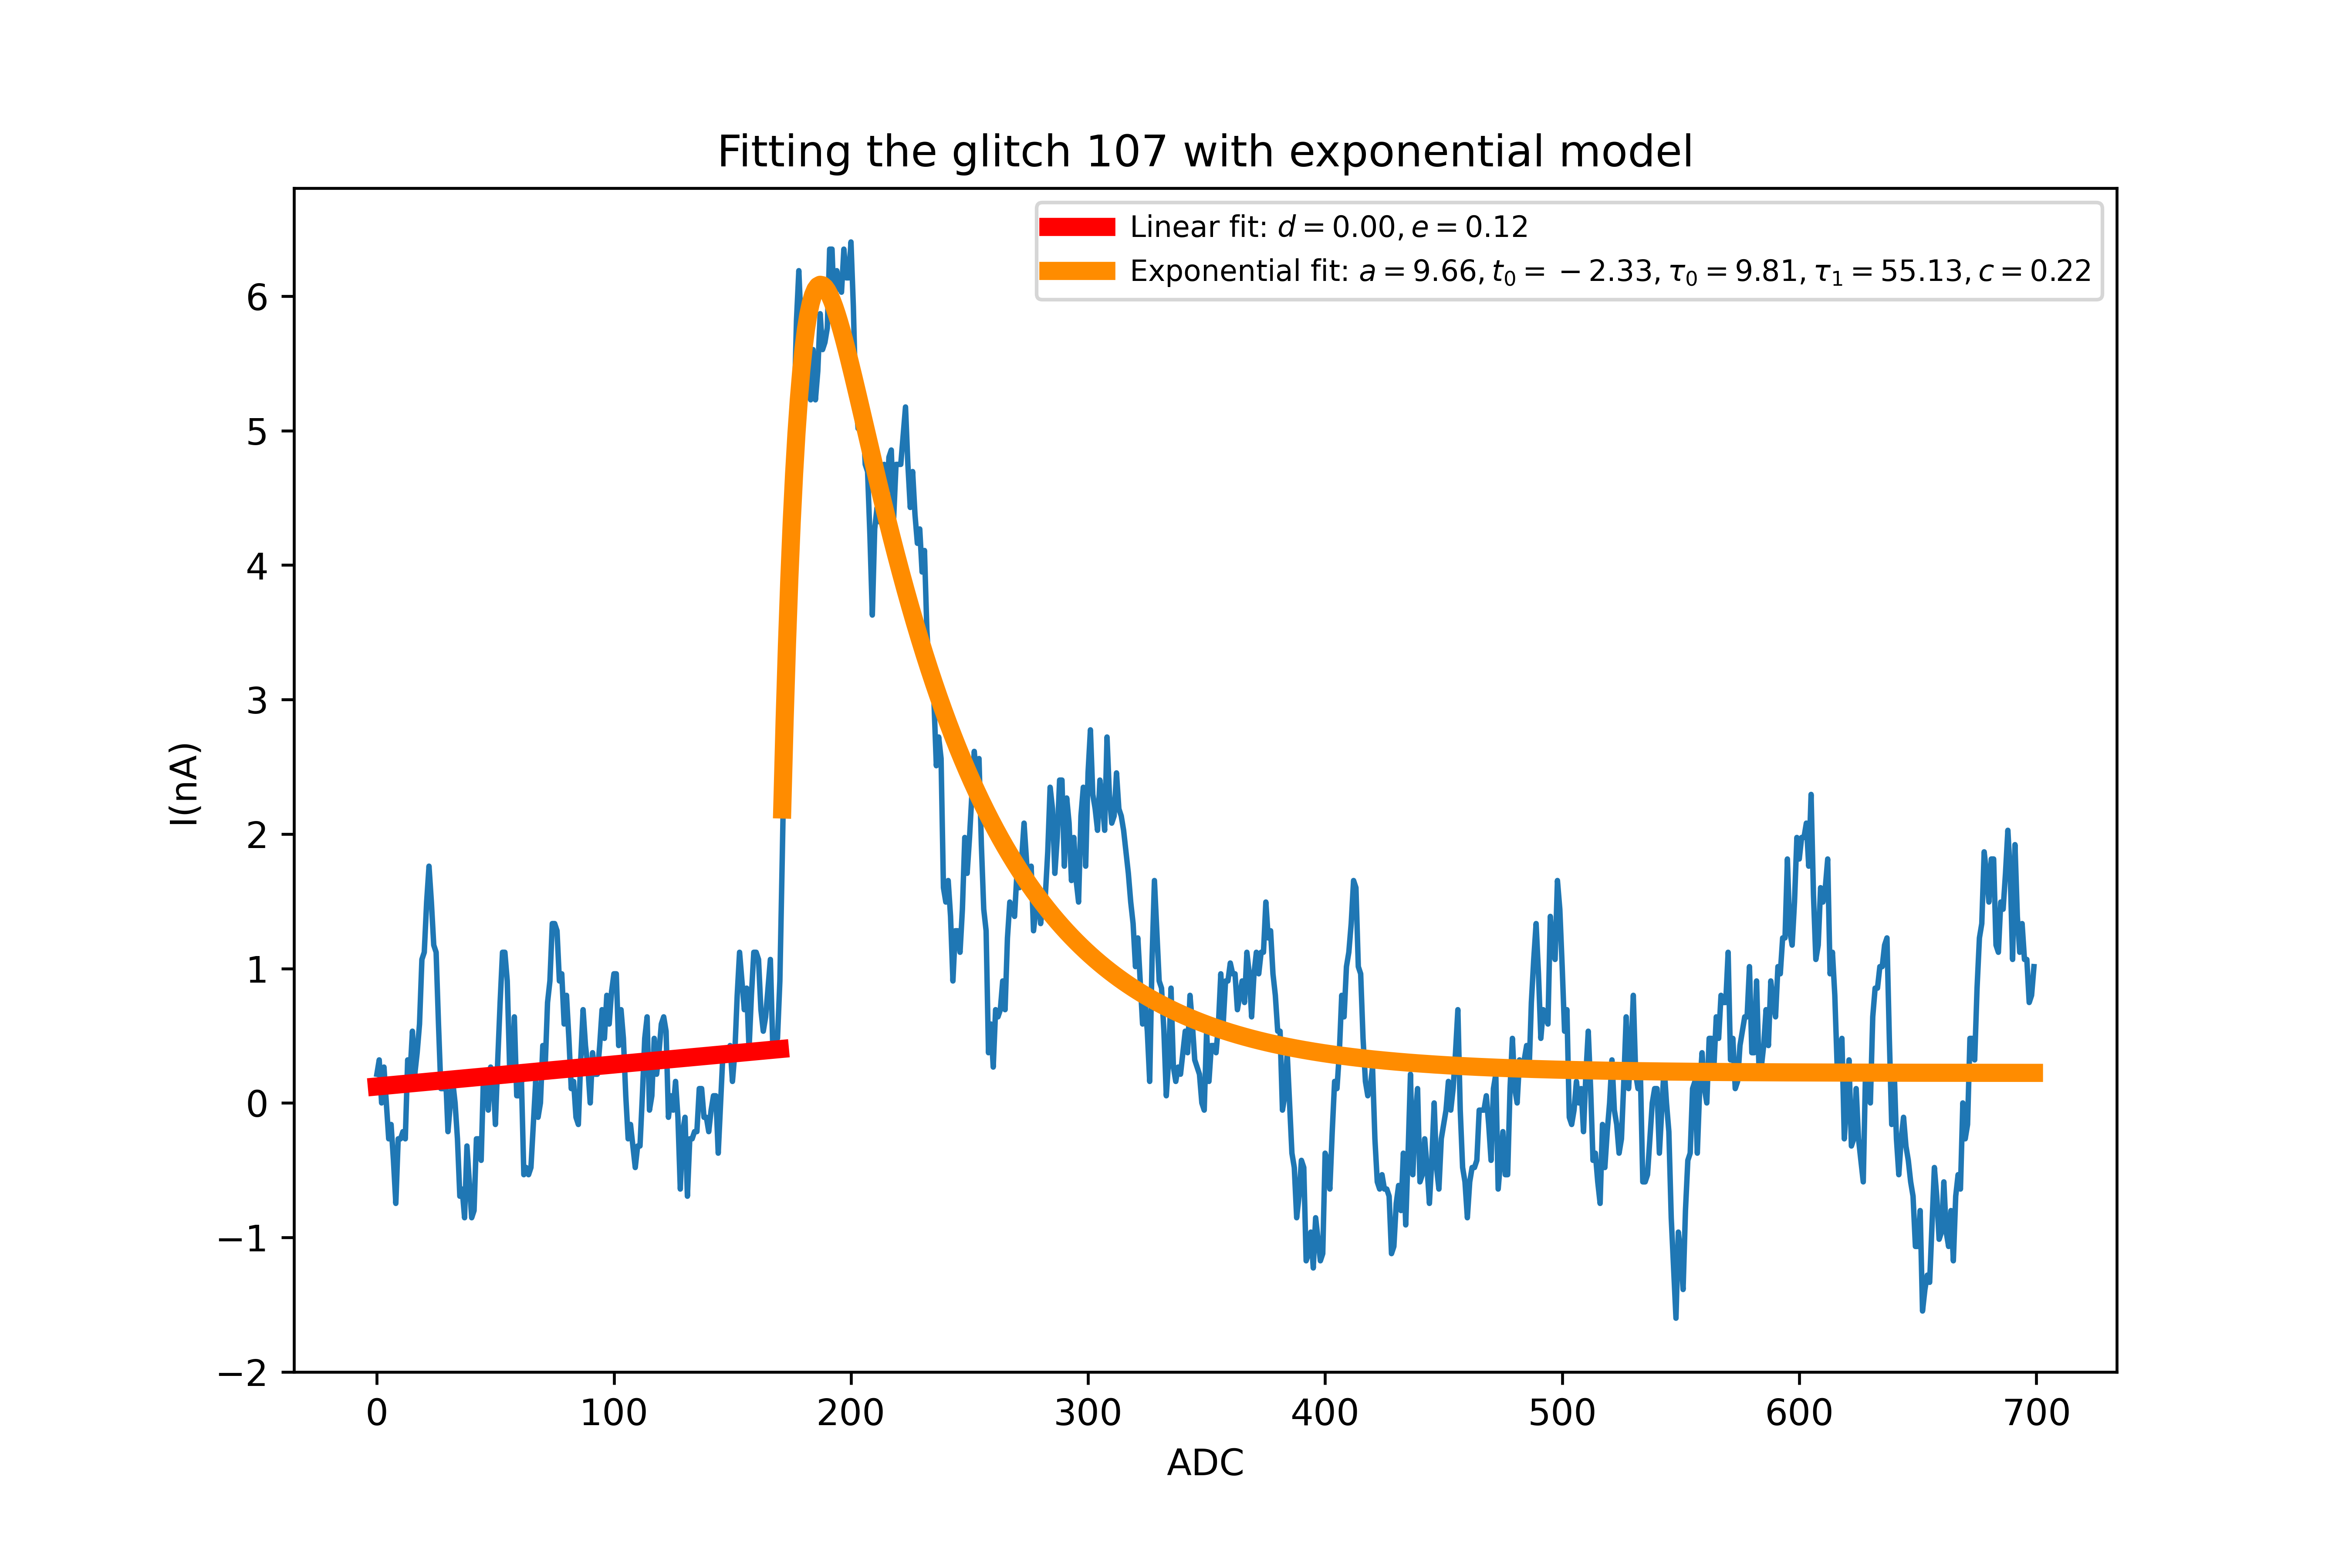 Fitting the glitch 107 with exponential model
Linear fit: d = 0.00, e = 0.12
Exponential fit: a = 9.66, t₀ = −2.33, τ₀ = 9.81, τ₁ = 55.13, c = 0.22
6
5
4
3
2
1
0
−1
−2
I(nA)
0 100 200 300 400 500 600 700
ADC